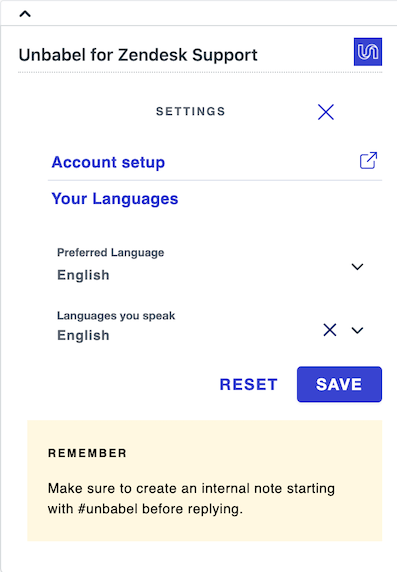 Unbabel for Zendesk Support
SETTINGS
Account setup
Your Languages
Preferred Language
English
Languages you speak
English
RESET
SAVE
REMEMBER
Make sure to create an internal note starting
with #unbabel before replying.